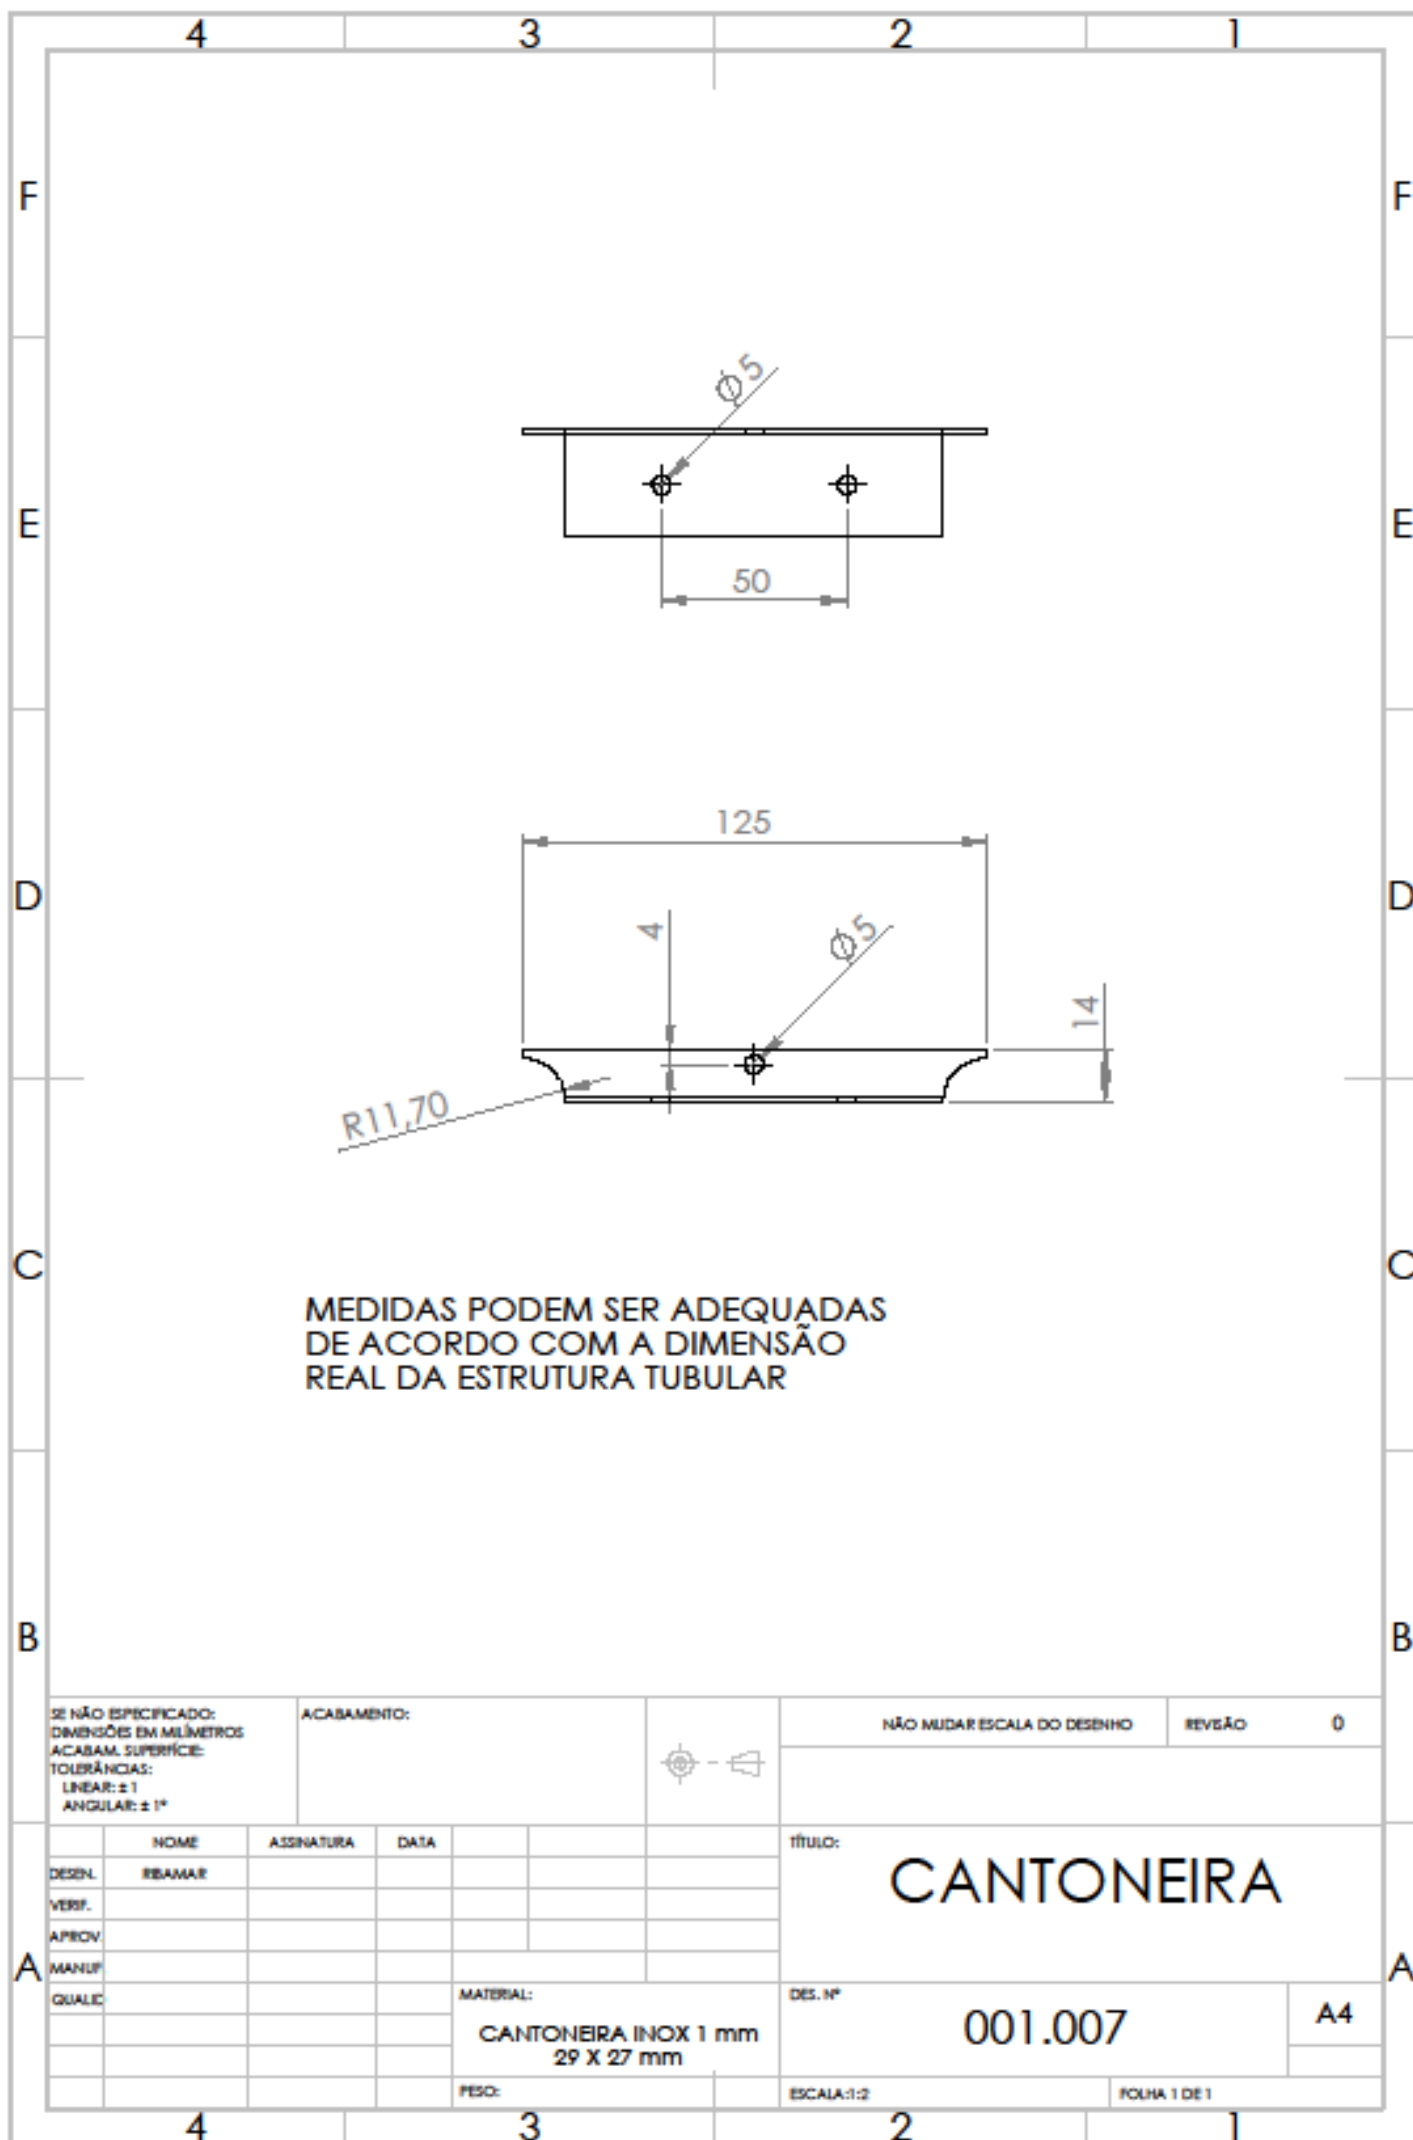 4 3 2 1
F F
Ø5
E E
50
125
D D
4
Ø5
14
R11,70
C C
MEDIDAS PODEM SER ADEQUADAS
DE ACORDO COM A DIMENSÃO
REAL DA ESTRUTURA TUBULAR
B B
SE NÃO ESPECIFICADO:
DIMENSÕES EM MILÍMETROS
ACABAM. SUPERFÍCIE:
TOLERÂNCIAS:
LINEAR: ± 1
ANGULAR: ± 1°
ACABAMENTO:
NÃO MUDAR ESCALA DO DESENHO
REVISÃO 0
NOME ASSINATURA DATA
DESEN. RIBAMAR
VERIF.
APROV.
MANUF
QUALID
TÍTULO:
CANTONEIRA
A A
MATERIAL:
CANTONEIRA INOX 1 mm
29 X 27 mm
DES. Nº
001.007
A4
PESO:
ESCALA:1:2
FOLHA 1 DE 1
4 3 2 1